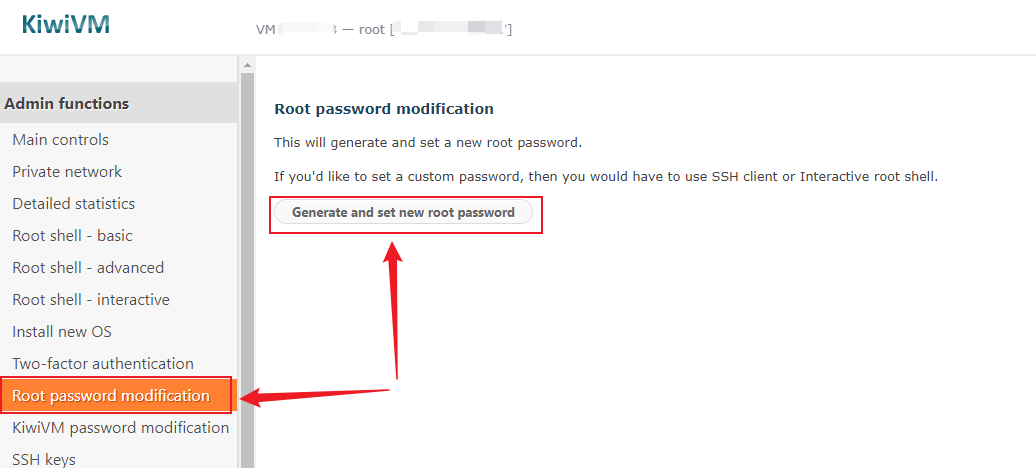 KiwiVM
VM — root [ ]
Admin functions
Main controls
Private network
Detailed statistics
Root shell - basic
Root shell - advanced
Root shell - interactive
Install new OS
Two-factor authentication
Root password modification
KiwiVM password modification
SSH keys
Root password modification
This will generate and set a new root password.
If you'd like to set a custom password, then you would have to use SSH client or Interactive root shell.
Generate and set new root password